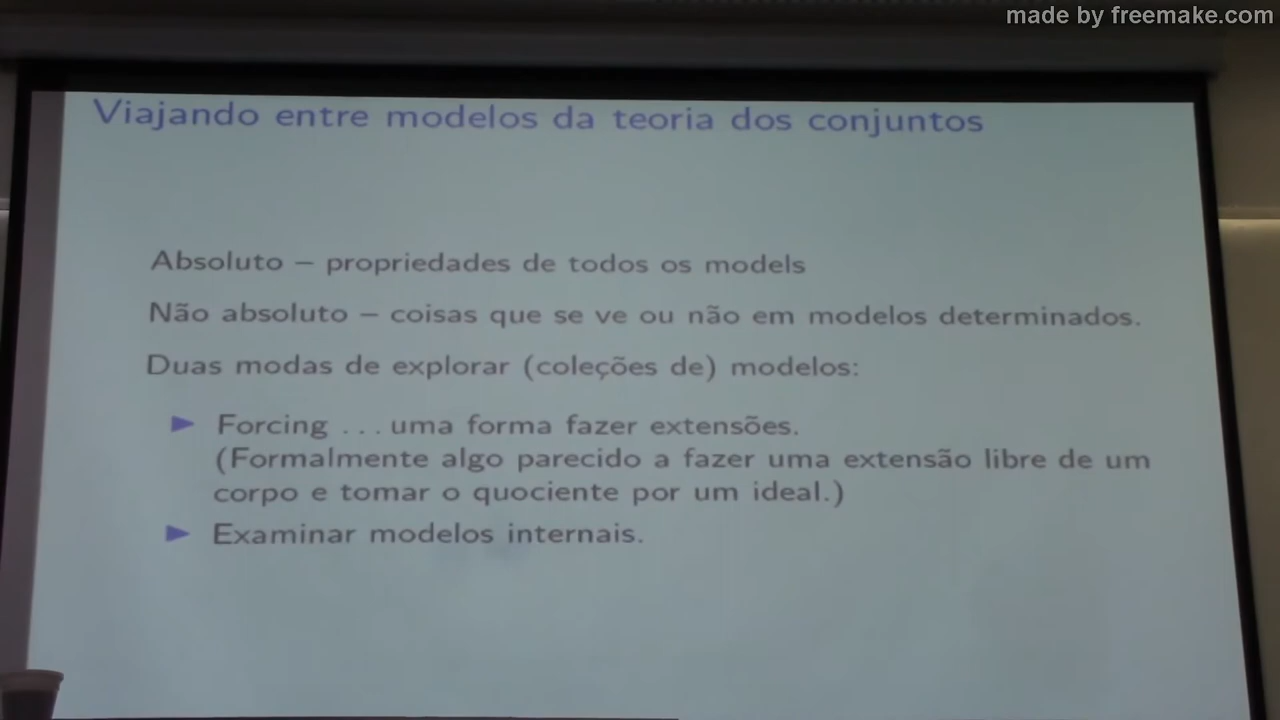 made by freemake.com
Viajando entre modelos da teoria dos conjuntos
Absoluto – propriedades de todos os models
Não absoluto – coisas que se ve ou não em modelos determinados.
Duas modas de explorar (coleções de) modelos:
Forcing ... uma forma fazer extensões.
(Formalmente algo parecido a fazer uma extensão libre de um
corpo e tomar o quociente por um ideal.)
Examinar modelos internais.